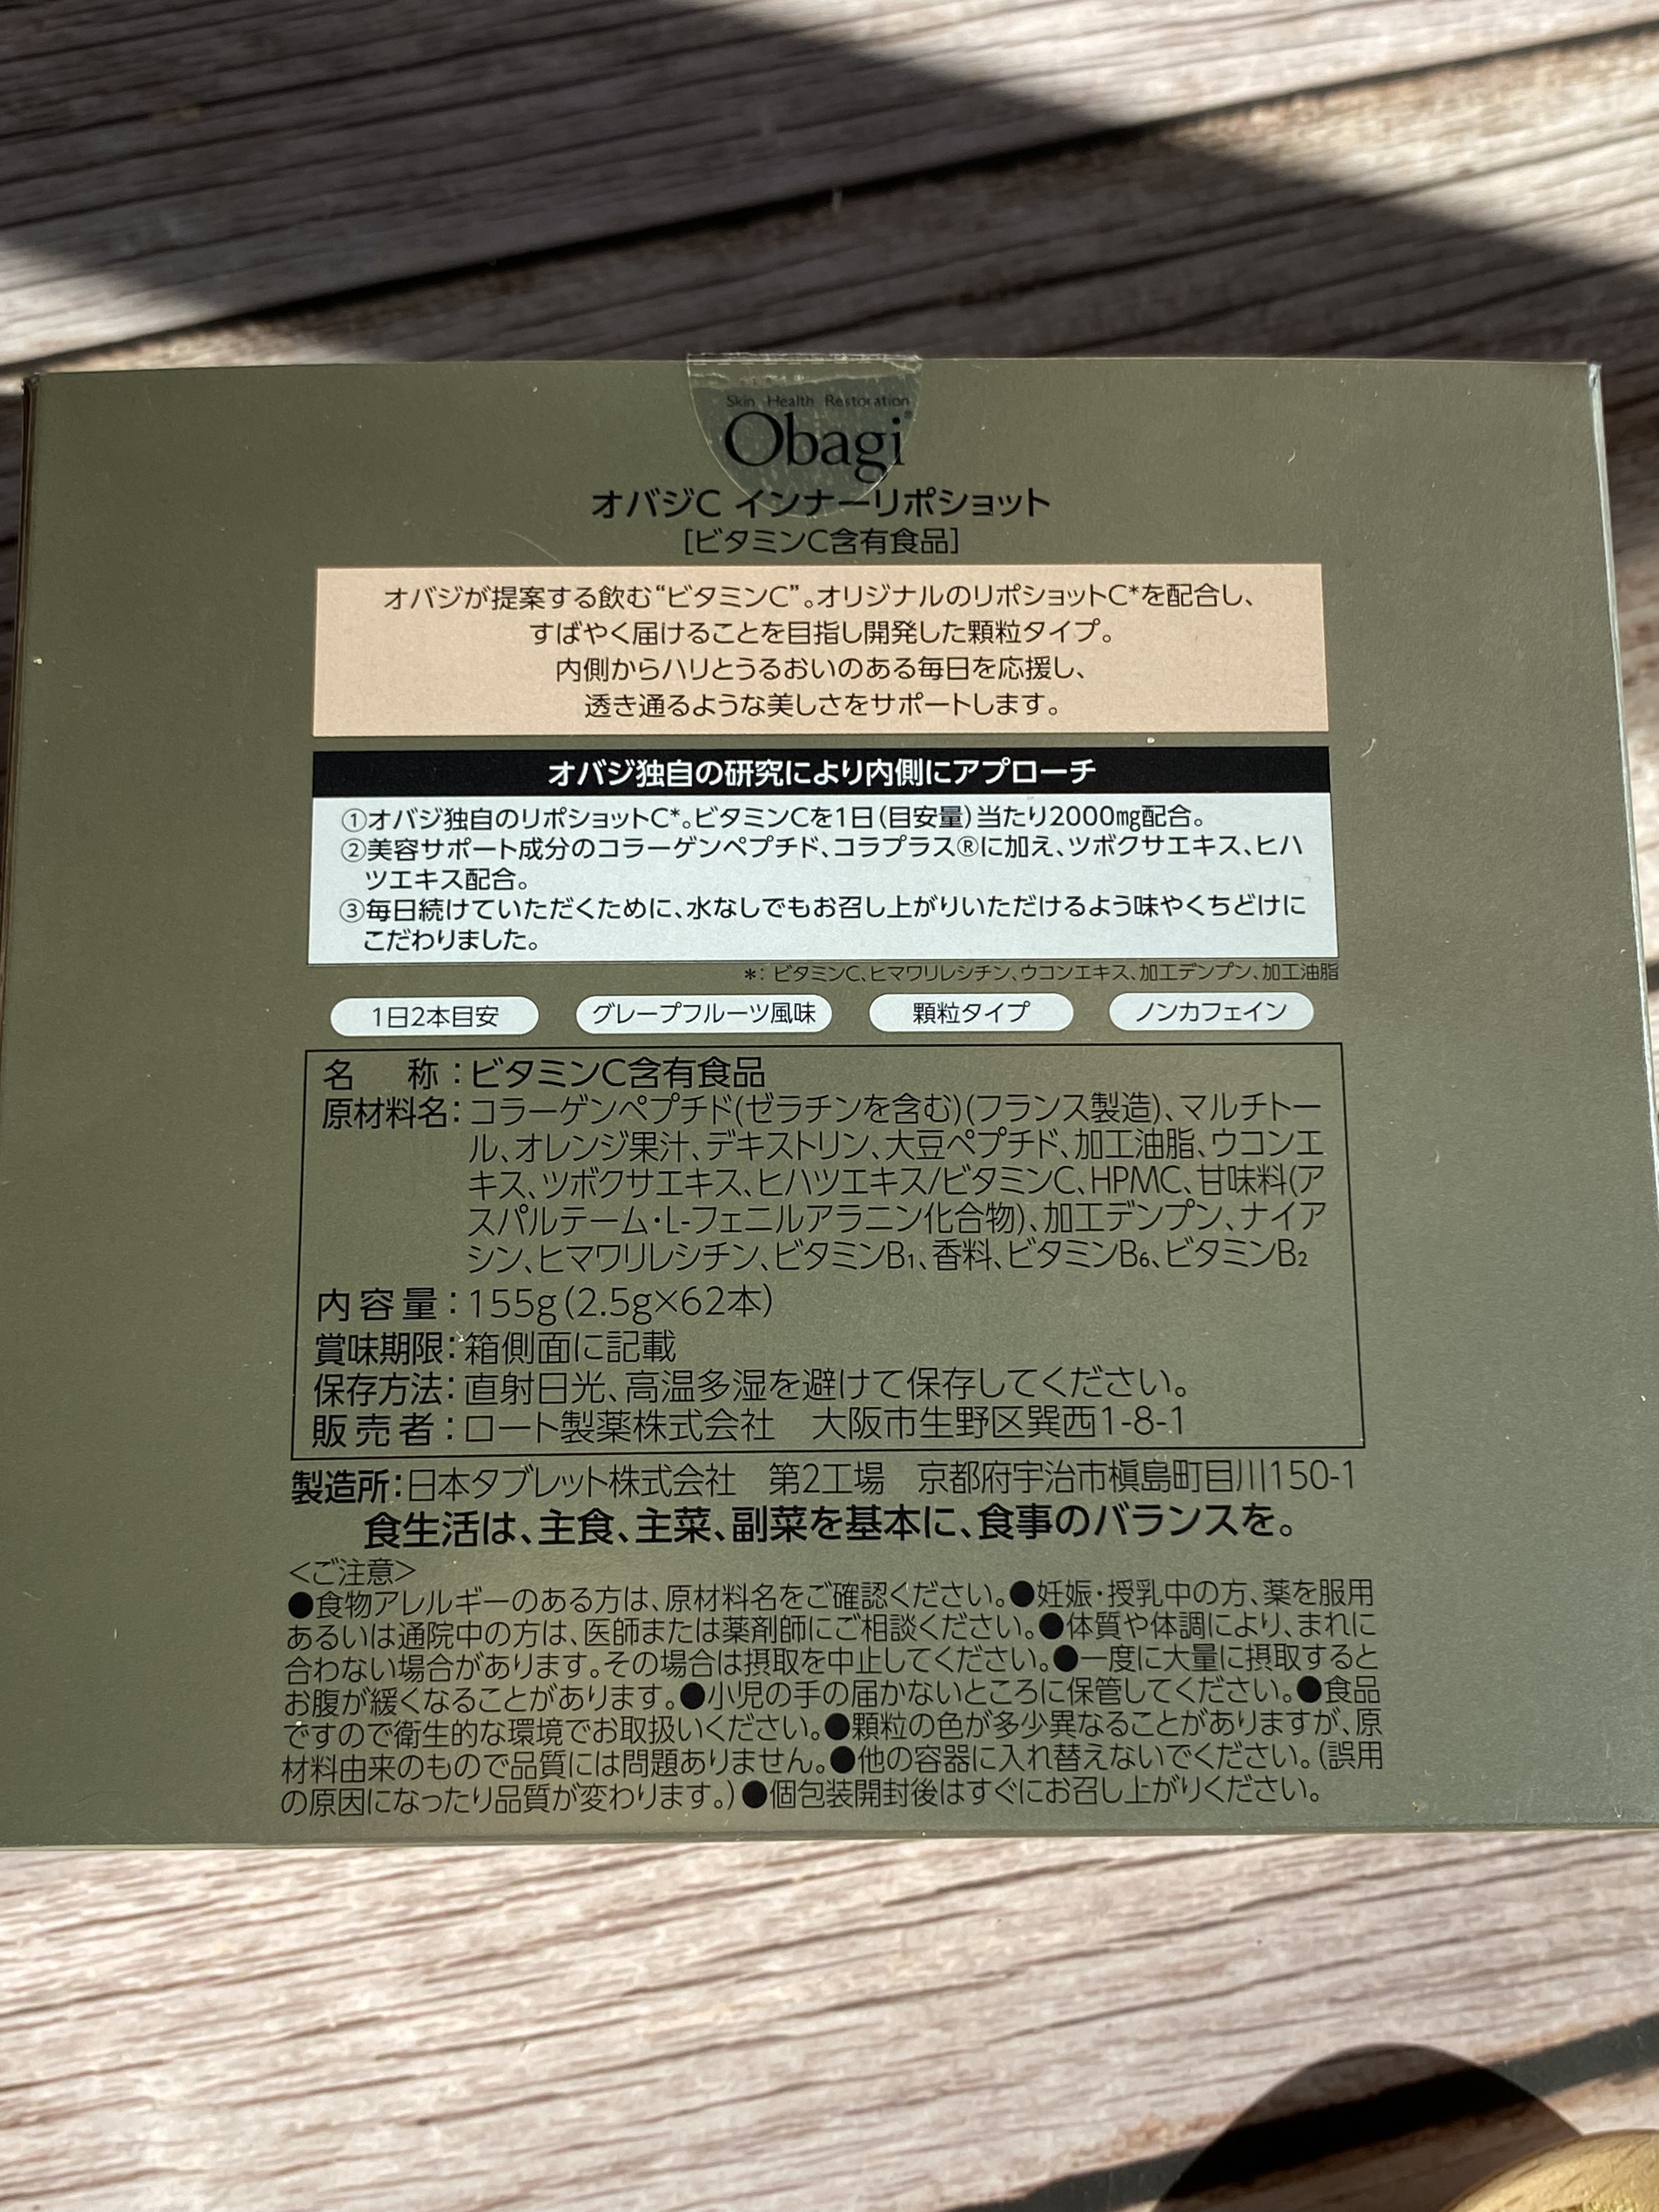 Skin Health Restoration
Obagi®
オバジC インナーリポショット
[ビタミンC含有食品]
オバジが提案する飲む“ビタミンC”。オリジナルのリポショットC*を配合し、
すばやく届けることを目指し開発した顆粒タイプ。
内側からハリとうるおいのある毎日を応援し、
透き通るような美しさをサポートします。
オバジ独自の研究により内側にアプローチ
①オバジ独自のリポショットC*。ビタミンCを1日(目安量)当たり2000㎎配合。
②美容サポート成分のコラーゲンペプチド、コラプラス®に加え、ツボクサエキス、ヒハ
ツエキス配合。
③毎日続けていただくために、水なしでもお召し上がりいただけるよう味やくちどけに
こだわりました。
*: ビタミンC、ヒマワリレシチン、ウコンエキス、加工デンプン、加工油脂
1日2本目安 グレープフルーツ風味 顆粒タイプ ノンカフェイン
名 称:ビタミンC含有食品
原材料名:コラーゲンペプチド(ゼラチンを含む)(フランス製造)、マルチトー
ル、オレンジ果汁、デキストリン、大豆ペプチド、加工油脂、ウコンエ
キス、ツボクサエキス、ヒハツエキス/ビタミンC、HPMC、甘味料(ア
スパルテーム・L-フェニルアラニン化合物)、加工デンプン、ナイア
シン、ヒマワリレシチン、ビタミンB₁、香料、ビタミンB₆、ビタミンB₂
内容量:155g(2.5g×62本)
賞味期限:箱側面に記載
保存方法:直射日光、高温多湿を避けて保存してください。
販売者:ロート製薬株式会社 大阪市生野区巽西1-8-1
製造所:日本タブレット株式会社 第2工場 京都府宇治市槇島町目川150-1
食生活は、主食、主菜、副菜を基本に、食事のバランスを。
<ご注意>
●食物アレルギーのある方は、原材料名をご確認ください。●妊娠・授乳中の方、薬を服用
あるいは通院中の方は、医師または薬剤師にご相談ください。●体質や体調により、まれに
合わない場合があります。その場合は摂取を中止してください。●一度に大量に摂取すると
お腹が緩くなることがあります。●小児の手の届かないところに保管してください。●食品
ですので衛生的な環境でお取扱いください。●顆粒の色が多少異なることがありますが、原
材料由来のもので品質には問題ありません。●他の容器に入れ替えないでください。(誤用
の原因になったり品質が変わります。)●個包装開封後はすぐにお召し上がりください。